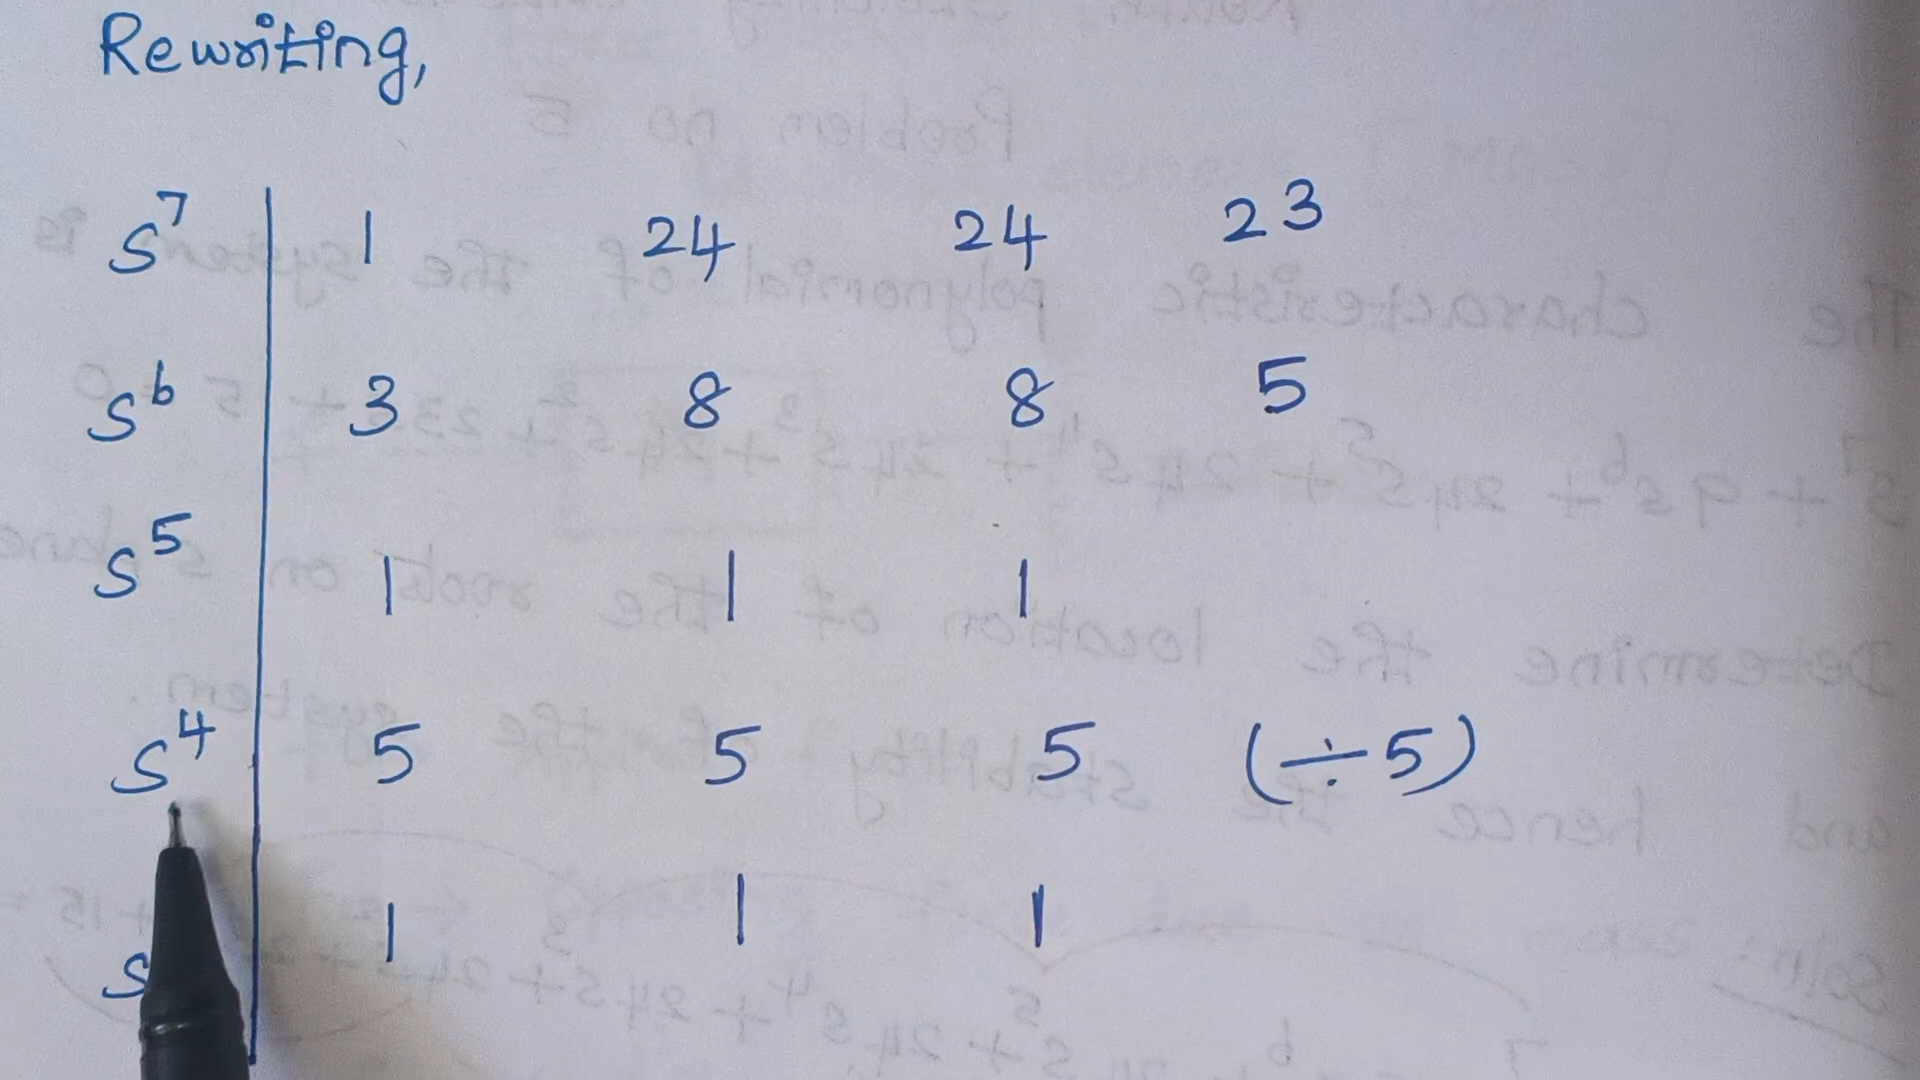 Rewriting,
s⁷ | 1 24 24 23
s⁶ | 3 8 8 5
s⁵ | 1 1 1
s⁴ | 5 5 5 (÷5)
s | 1 1 1